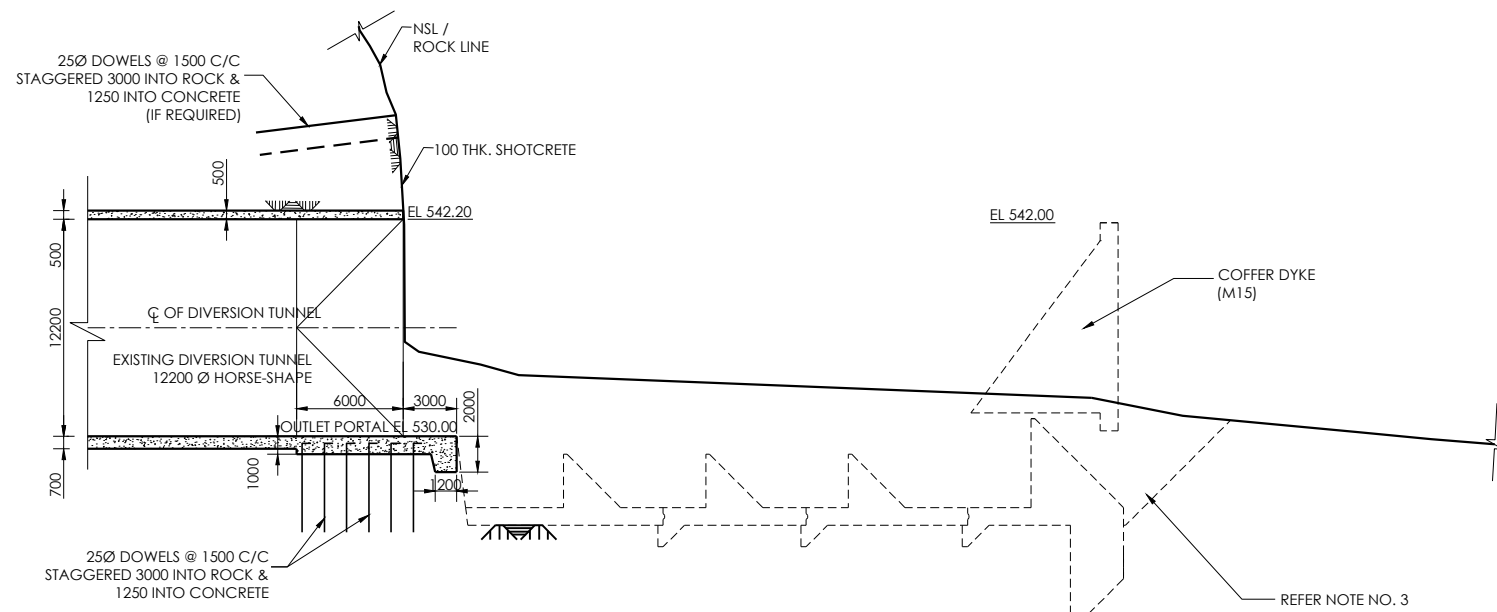 NSL /
ROCK LINE
25Ø DOWELS @ 1500 C/C
STAGGERED 3000 INTO ROCK &
1250 INTO CONCRETE
(IF REQUIRED)
100 THK. SHOTCRETE
500
EL 542.20
EL 542.00
500
COFFER DYKE
(M15)
12200
℄ OF DIVERSION TUNNEL
EXISTING DIVERSION TUNNEL
12200 Ø HORSE-SHAPE
6000
3000
2000
OUTLET PORTAL EL 530.00
700
1000
1200
25Ø DOWELS @ 1500 C/C
STAGGERED 3000 INTO ROCK &
1250 INTO CONCRETE
REFER NOTE NO. 3